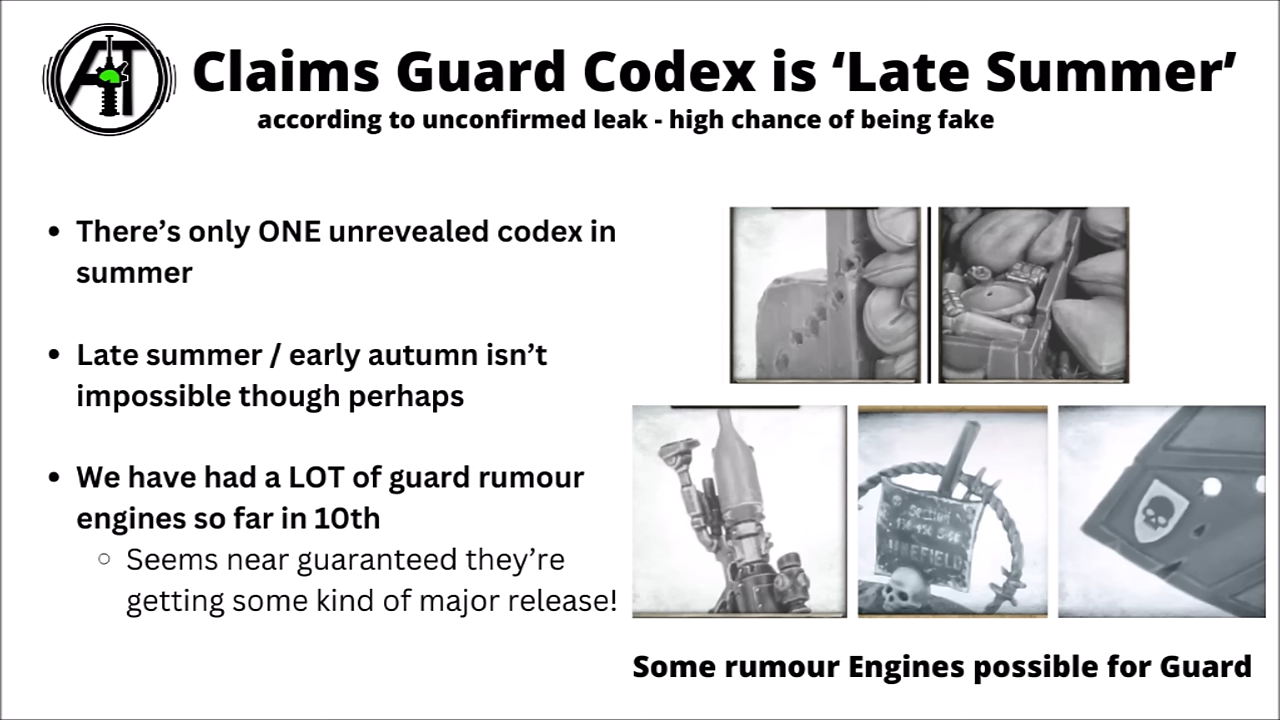 AT
Claims Guard Codex is ‘Late Summer’
according to unconfirmed leak - high chance of being fake
• There’s only ONE unrevealed codex in
summer
• Late summer / early autumn isn’t
impossible though perhaps
• We have had a LOT of guard rumour
engines so far in 10th
○ Seems near guaranteed they’re
getting some kind of major release!
Section
Some rumour Engines possible for Guard